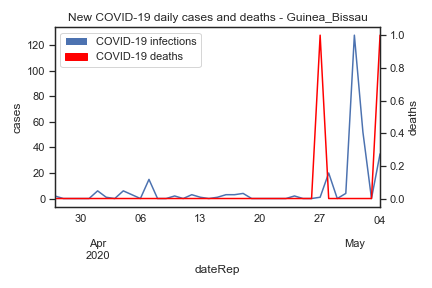 New COVID-19 daily cases and deaths - Guinea_Bissau
COVID-19 infections
COVID-19 deaths
120
100
80
60
40
20
0
cases
1.0
0.8
0.6
0.4
0.2
0.0
deaths
30 06 13 20 27 04
Apr May
2020
dateRep